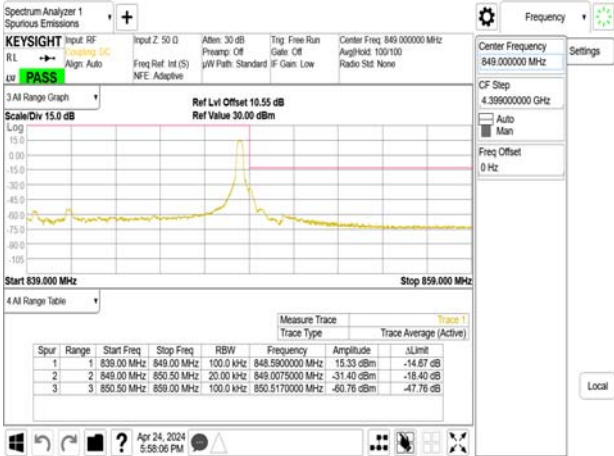 Spectrum Analyzer 1
Spurious Emissions
+
Frequency
KEYSIGHT Input: RF Input Z: 50 Ω Atten: 30 dB Trig: Free Run Center Freq: 849.000000 MHz
RL Coupling: DC Preamp: Off Gate: Off Avg|Hold: 100/100
Align: Auto Freq Ref: Int (S) µW Path: Standard IF Gain: Low Radio Std: None
LW PASS NFE: Adaptive
Center Frequency
849.000000 MHz
Settings
CF Step
4.399000000 GHz
Auto
Man
Freq Offset
0 Hz
Local
3 All Range Graph
Ref Lvl Offset 10.55 dB
Scale/Div 15.0 dB Ref Value 30.00 dBm
Log
15.0
0.00
-15.0
-30.0
-45.0
-60.0
-75.0
-90.0
-105
Start 839.000 MHz Stop 859.000 MHz
4 All Range Table
Measure Trace Trace 1
Trace Type Trace Average (Active)
Spur Range Start Freq Stop Freq RBW Frequency Amplitude ΔLimit
1 1 839.00 MHz 849.00 MHz 100.0 kHz 848.5900000 MHz 15.33 dBm -14.67 dB
2 2 849.00 MHz 850.50 MHz 20.00 kHz 849.0075000 MHz -31.40 dBm -18.40 dB
3 3 850.50 MHz 859.00 MHz 100.0 kHz 850.5170000 MHz -60.76 dBm -47.76 dB
? Apr 24, 2024
5:58:06 PM